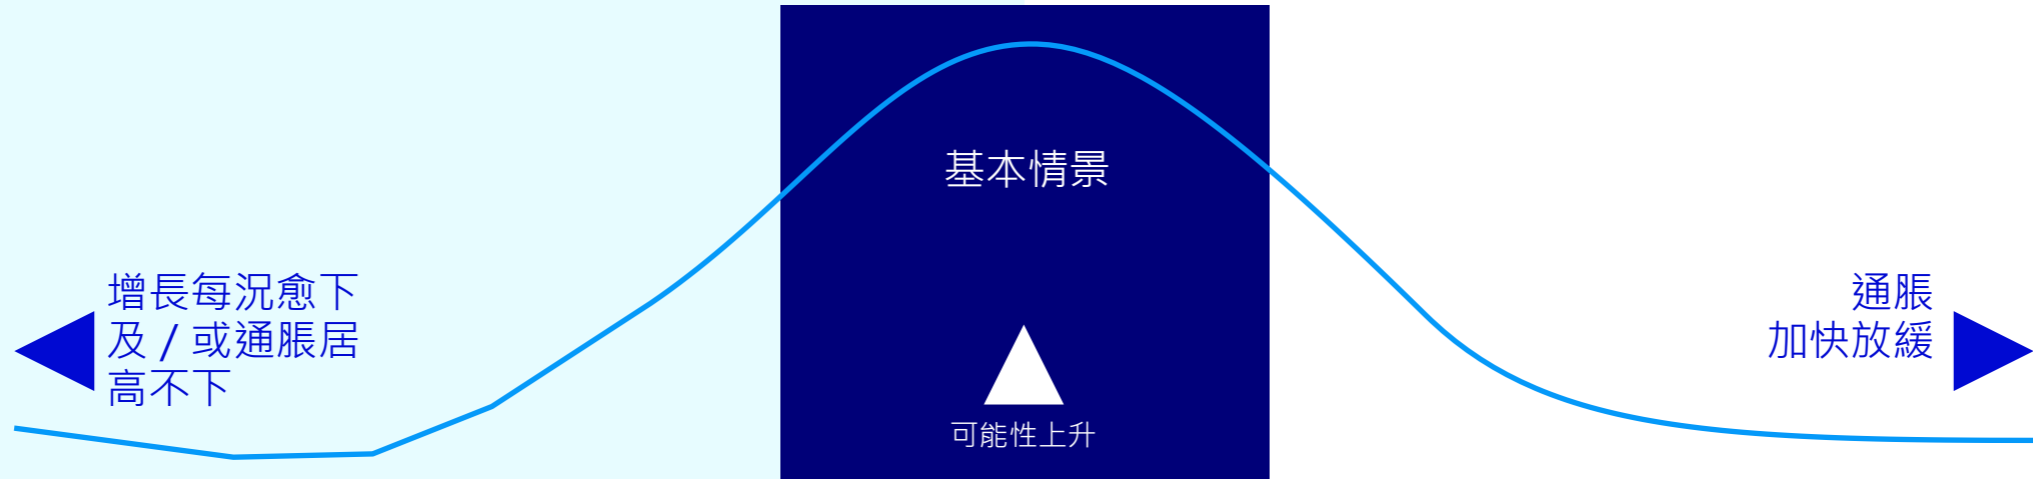 基本情景
增長每況愈下
及 / 或通脹居
高不下
通脹
加快放緩
可能性上升